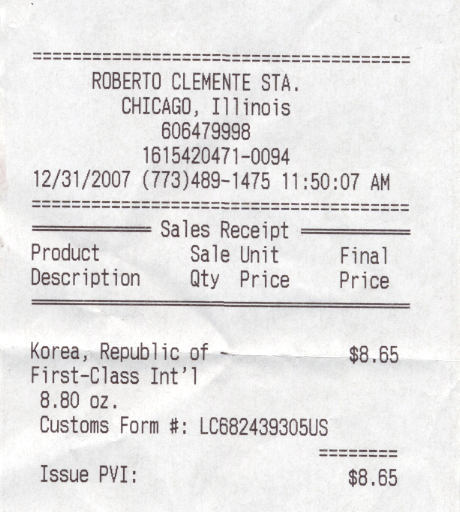 ROBERTO CLEMENTE STA.
CHICAGO, Illinois
606479998
1615420471-0094
12/31/2007 (773)489-1475 11:50:07 AM
Sales Receipt
Product Sale Unit Final
Description Qty Price Price
Korea, Republic of - $8.65
First-Class Int'l
8.80 oz.
Customs Form #: LC682439305US
========
Issue PVI: $8.65